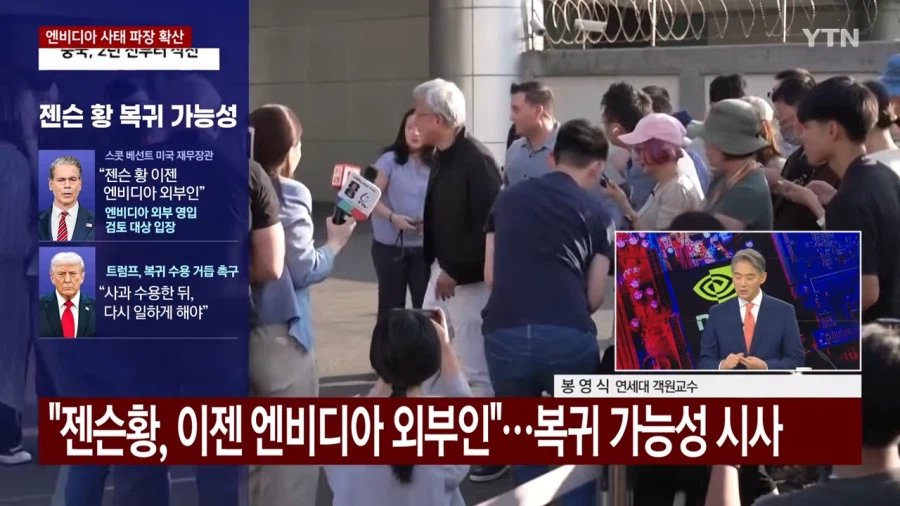 엔비디아 사태 파장 확산
YTN
젠슨 황 복귀 가능성
스콧 베선트 미국 재무장관
“젠슨 황 이젠
엔비디아 외부인”
엔비디아 외부 영입
검토 대상 입장
트럼프, 복귀 수용 거듭 촉구
“사과 수용한 뒤,
다시 일하게 해야”
봉영식 연세대 객원교수
"젠슨황, 이젠 엔비디아 외부인"…복귀 가능성 시사